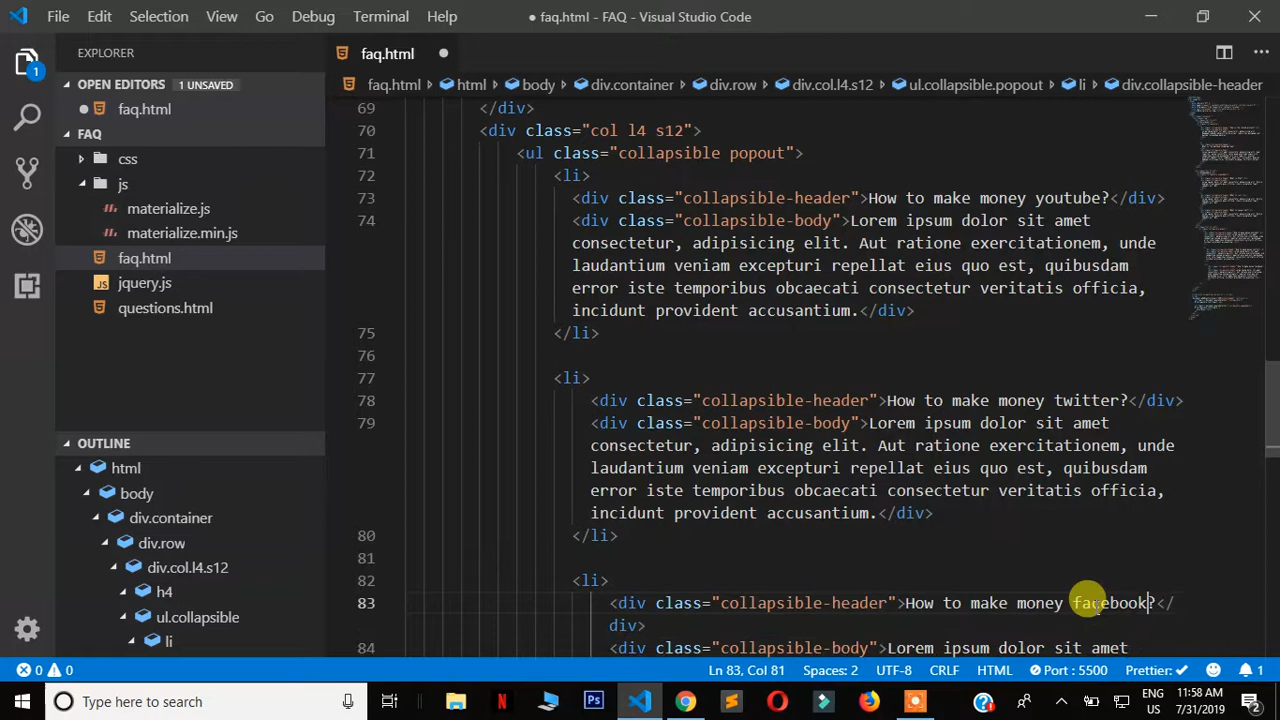 File Edit Selection View Go Debug Terminal Help
● faq.html - FAQ - Visual Studio Code
EXPLORER
OPEN EDITORS 1 UNSAVED
faq.html
FAQ
css
js
materialize.js
materialize.min.js
faq.html
JS jquery.js
questions.html
OUTLINE
html
body
div.container
div.row
div.col.l4.s12
h4
ul.collapsible
li
1
faq.html
faq.html > html > body > div.container > div.row > div.col.l4.s12 > ul.collapsible.popout > li > div.collapsible-header
69 </div>
70 <div class="col l4 s12">
71 <ul class="collapsible popout">
72 <li>
73 <div class="collapsible-header">How to make money youtube?</div>
74 <div class="collapsible-body">Lorem ipsum dolor sit amet
consectetur, adipisicing elit. Aut ratione exercitationem, unde
laudantium veniam excepturi repellat eius quo est, quibusdam
error iste temporibus obcaecati consectetur veritatis officia,
incidunt provident accusantium.</div>
75 </li>
76
77 <li>
78 <div class="collapsible-header">How to make money twitter?</div>
79 <div class="collapsible-body">Lorem ipsum dolor sit amet
consectetur, adipisicing elit. Aut ratione exercitationem, unde
laudantium veniam excepturi repellat eius quo est, quibusdam
error iste temporibus obcaecati consectetur veritatis officia,
incidunt provident accusantium.</div>
80 </li>
81
82 <li>
83 <div class="collapsible-header">How to make money facebook?</
div>
84 <div class="collapsible-body">Lorem ipsum dolor sit amet
0 0 Ln 83, Col 81 Spaces: 2 UTF-8 CRLF HTML Port : 5500 Prettier: ✓ 1
Type here to search
N Ps
ENG 11:58 AM
IN 7/31/2019
2